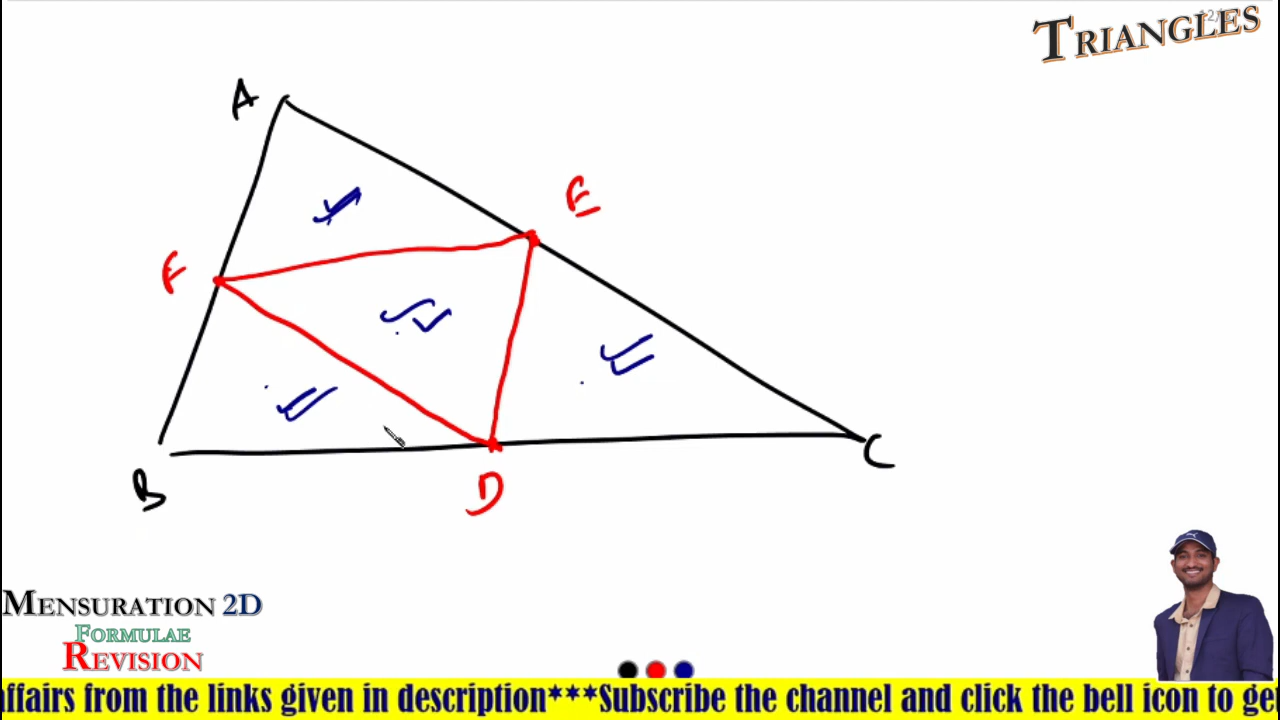 TRIANGLES
A
E
F
B
D
C
MENSURATION 2D
FORMULAE
REVISION
ffairs from the links given in description***Subscribe the channel and click the bell icon to ge